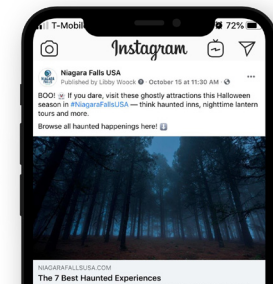 T-Mobil 72%
Instagram
Niagara Falls USA
Published by Libby Woock · October 15 at 11:30 AM ·
BOO! 👻 If you dare, visit these ghostly attractions this Halloween
season in #NiagaraFallsUSA — think haunted inns, nighttime lantern
tours and more.
Browse all haunted happenings here! ⬇️
NIAGARAFALLSUSA.COM
The 7 Best Haunted Experiences